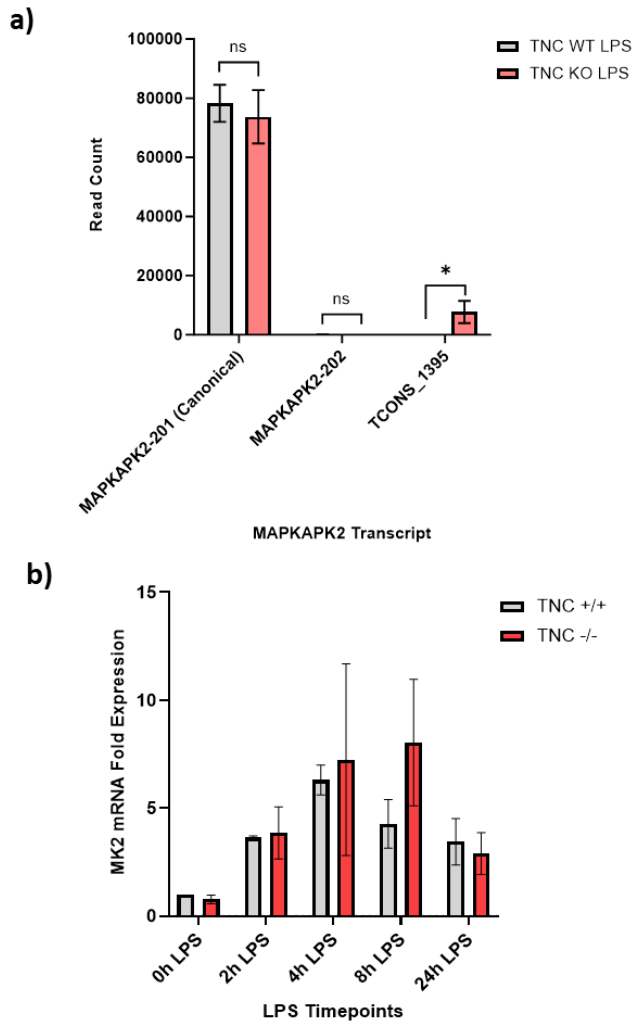 a)
100000
80000
60000
40000
20000
0
Read Count
ns
ns
*
TNC WT LPS
TNC KO LPS
MAPKAPK2-201 (Canonical)
MAPKAPK2-202
TCONS_1395
MAPKAPK2 Transcript
b)
15
10
5
0
MK2 mRNA Fold Expression
TNC +/+
TNC -/-
0h LPS
2h LPS
4h LPS
8h LPS
24h LPS
LPS Timepoints